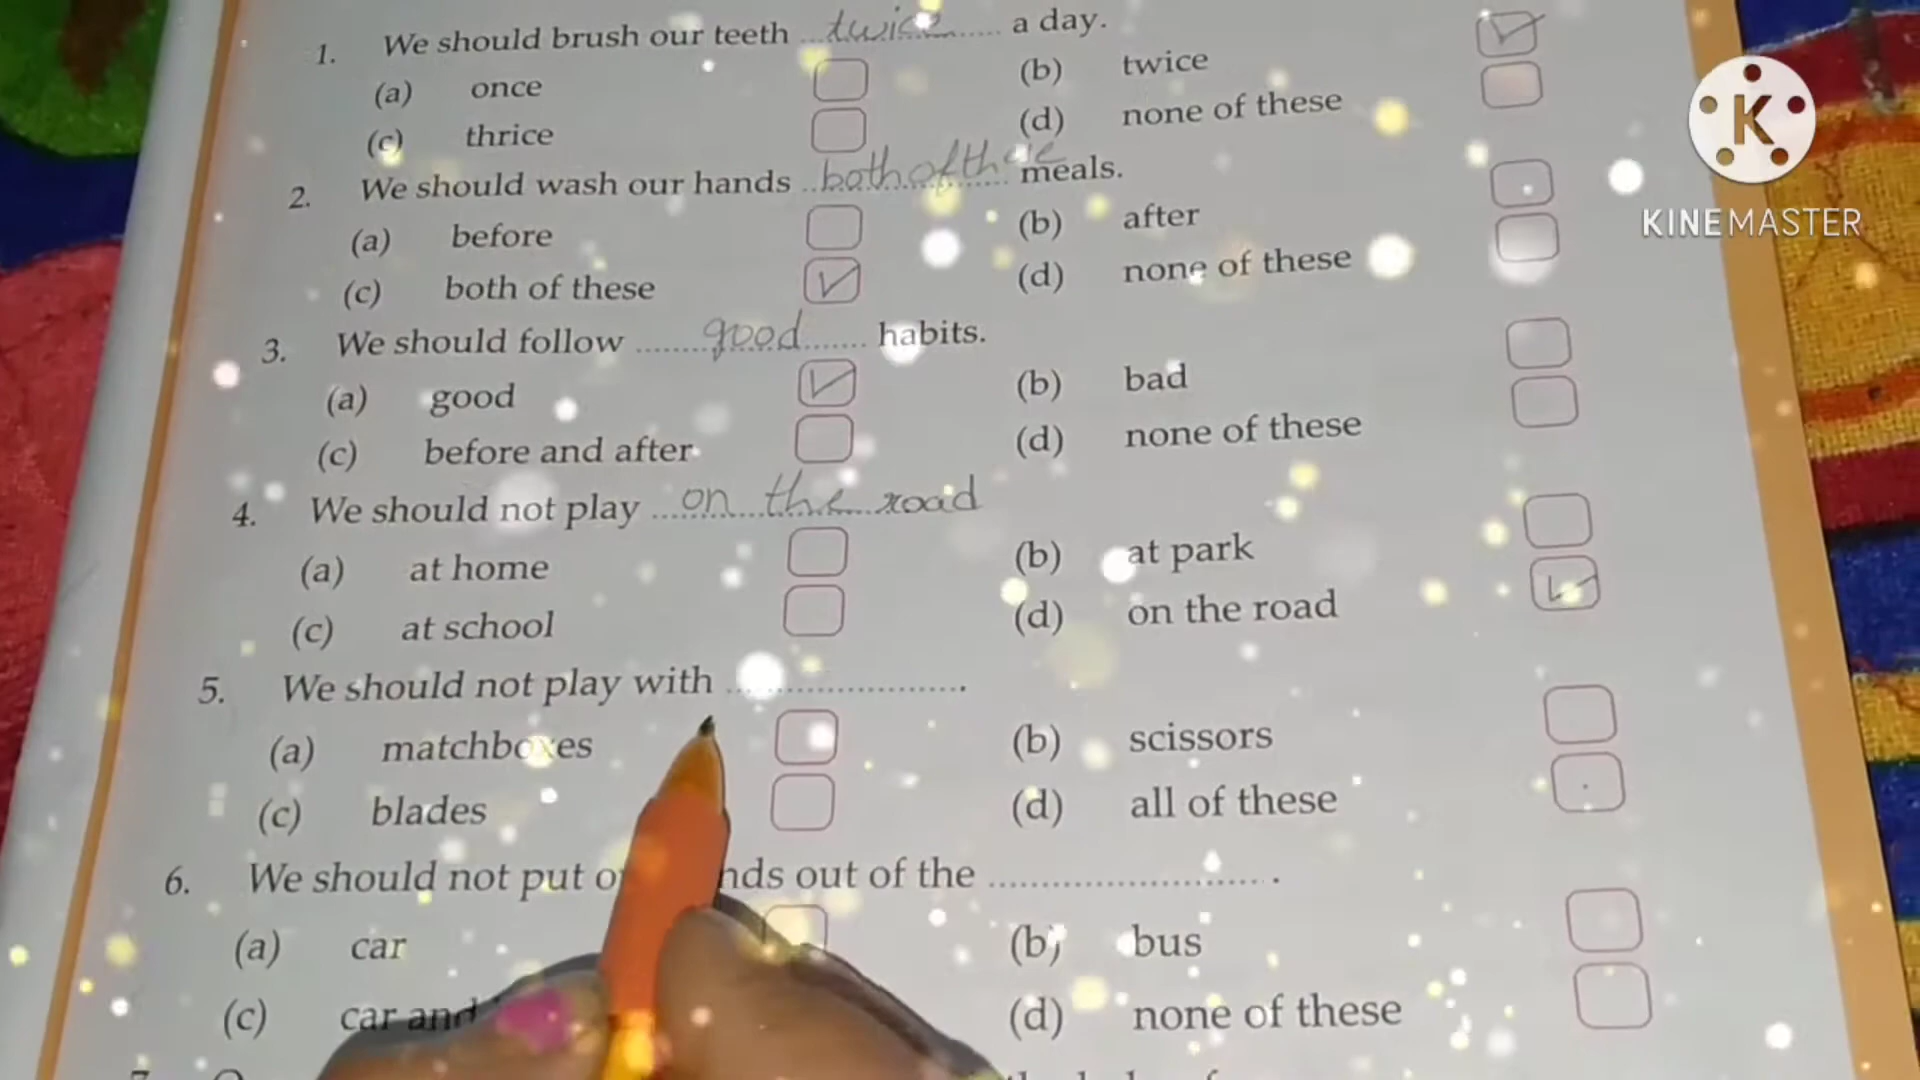 1. We should brush our teeth twice a day.
(a) once (b) twice
(c) thrice (d) none of these
2. We should wash our hands both of these meals.
(a) before (b) after
(c) both of these (d) none of these
3. We should follow good habits.
(a) good (b) bad
(c) before and after (d) none of these
4. We should not play on the road
(a) at home (b) at park
(c) at school (d) on the road
5. We should not play with ....................
(a) matchboxes (b) scissors
(c) blades (d) all of these
6. We should not put out of the .......................... .
(a) car (b) bus
(c) car and (d) none of these
KINEMASTER